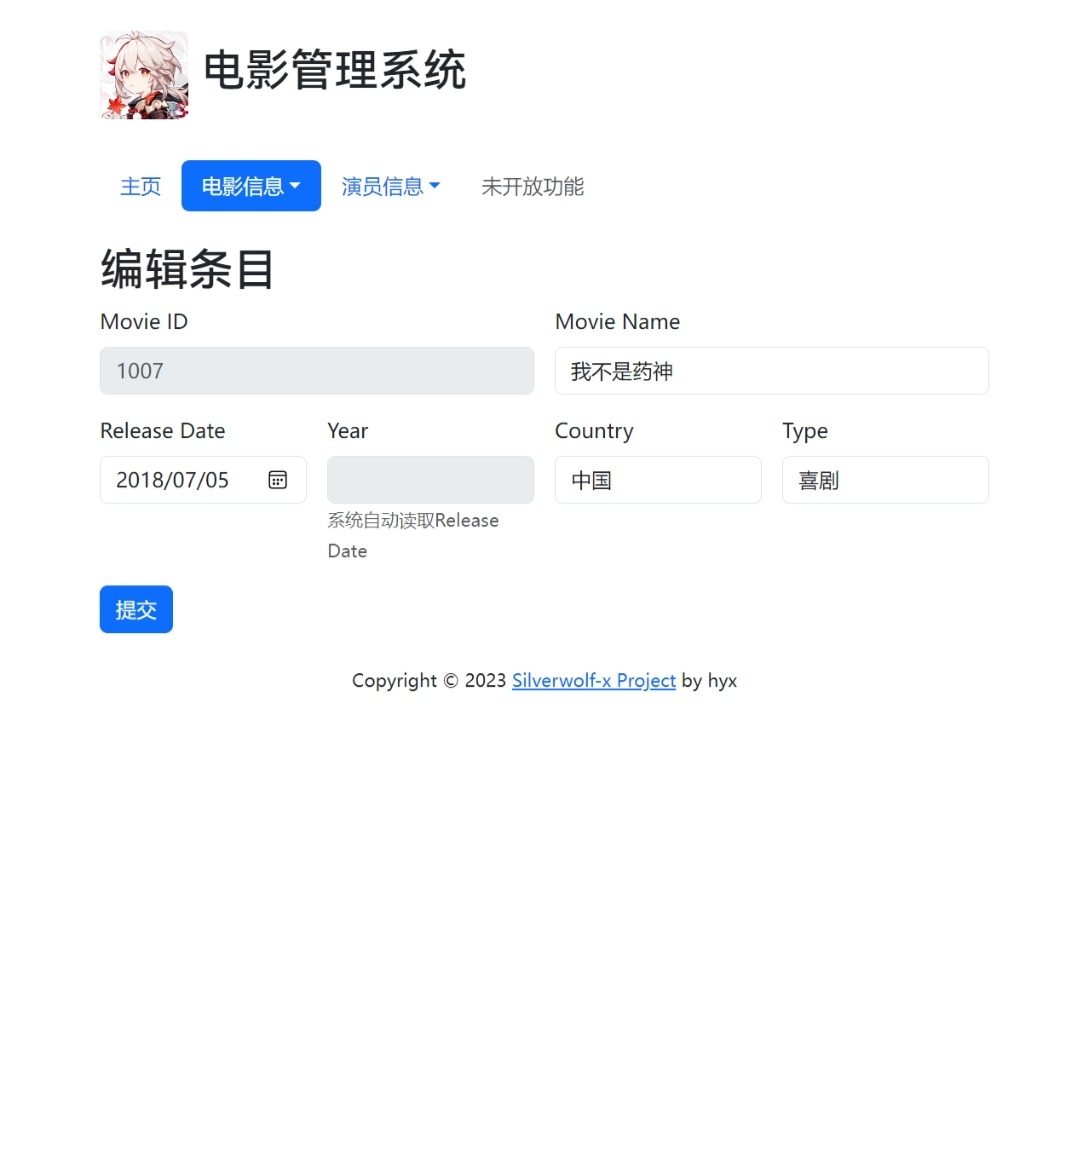 电影管理系统
主页 电影信息 演员信息 未开放功能
编辑条目
Movie ID Movie Name
1007 我不是药神
Release Date Year Country Type
2018/07/05 中国 喜剧
系统自动读取Release
Date
提交
Copyright © 2023 Silverwolf-x Project by hyx